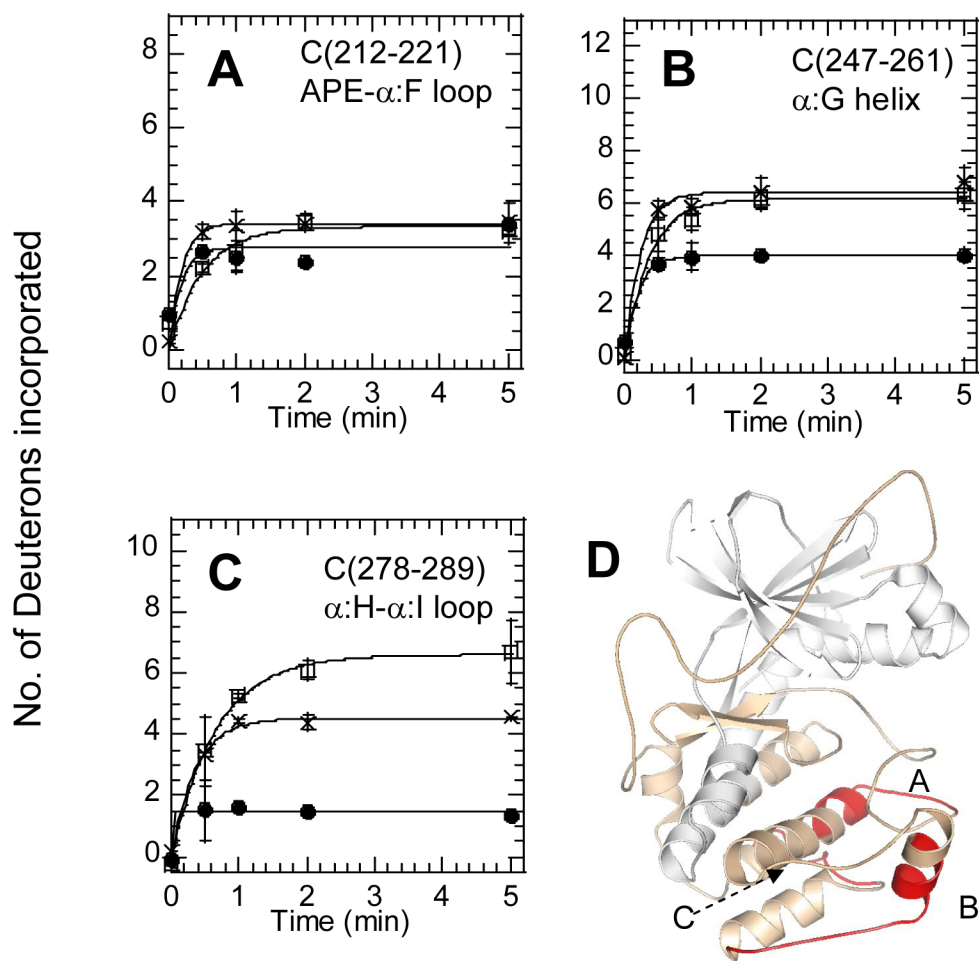 No. of Deuterons incorporated
A
C(212-221)
APE-α:F loop
8
6
4
2
0
0 1 2 3 4 5
Time (min)
B
C(247-261)
α:G helix
12
10
8
6
4
2
0
0 1 2 3 4 5
Time (min)
C
C(278-289)
α:H-α:I loop
10
8
6
4
2
0
0 1 2 3 4 5
Time (min)
D
A
B
C